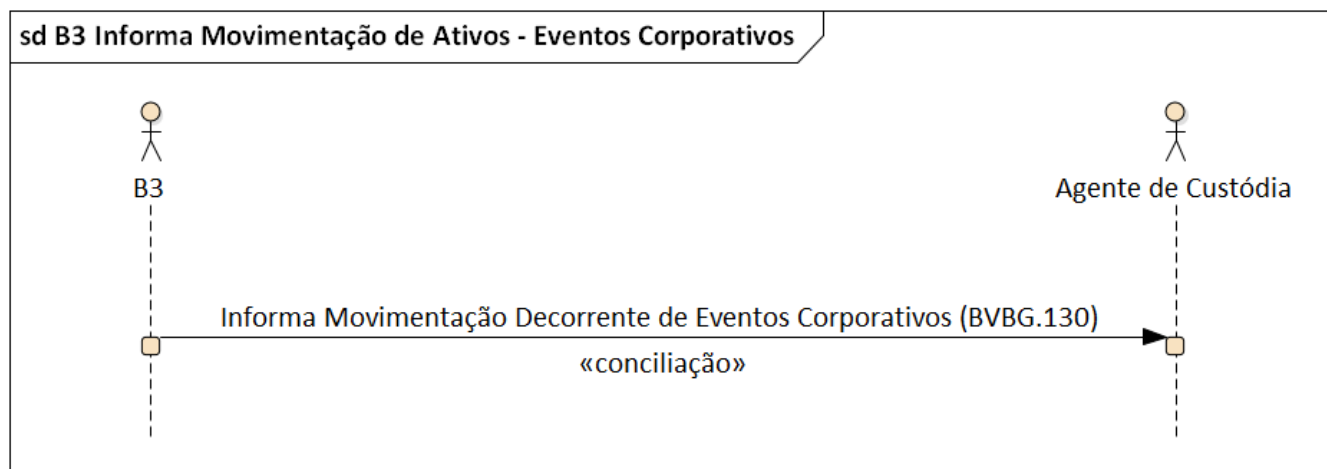 sd B3 Informa Movimentação de Ativos - Eventos Corporativos
B3
Agente de Custódia
Informa Movimentação Decorrente de Eventos Corporativos (BVBG.130)
«conciliação»